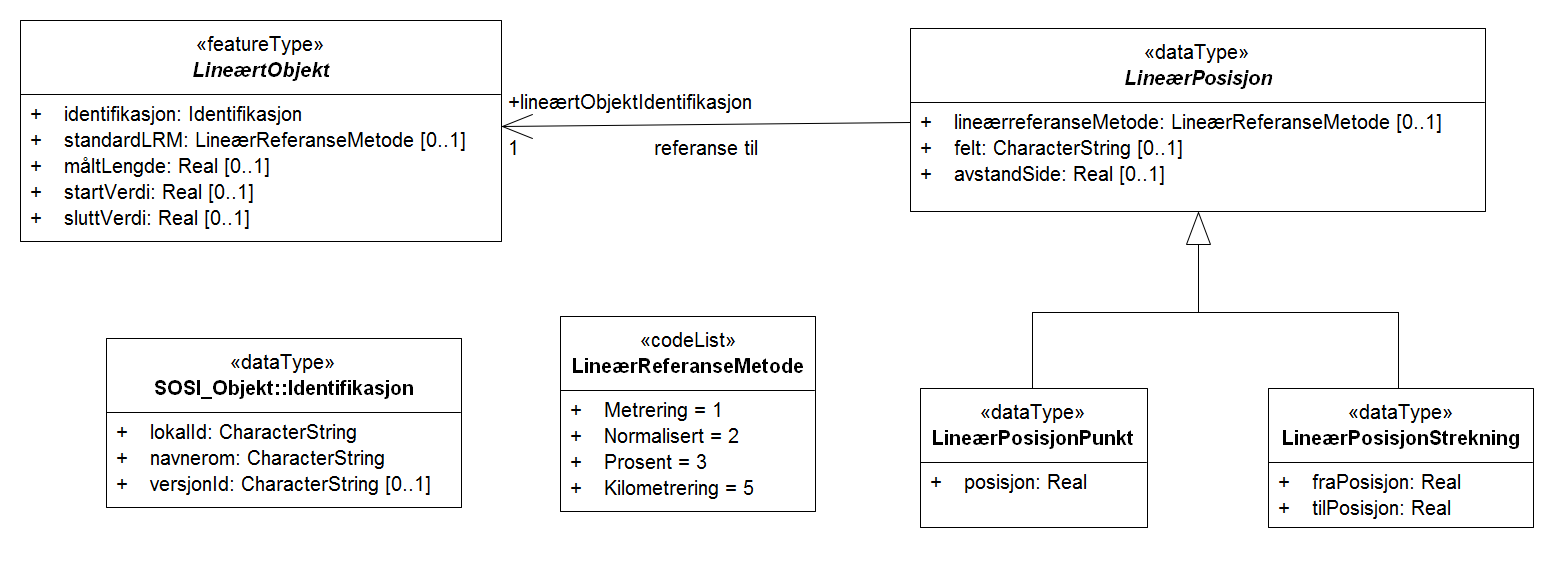 «featureType»
LineærtObjekt
+ identifikasjon: Identifikasjon
+ standardLRM: LineærReferanseMetode [0..1]
+ måltLengde: Real [0..1]
+ startVerdi: Real [0..1]
+ sluttVerdi: Real [0..1]
+lineærtObjektIdentifikasjon
1
referanse til
«dataType»
LineærPosisjon
+ lineærreferanseMetode: LineærReferanseMetode [0..1]
+ felt: CharacterString [0..1]
+ avstandSide: Real [0..1]
«dataType»
SOSI_Objekt::Identifikasjon
+ lokalId: CharacterString
+ navnerom: CharacterString
+ versjonId: CharacterString [0..1]
«codeList»
LineærReferanseMetode
+ Metrering = 1
+ Normalisert = 2
+ Prosent = 3
+ Kilometrering = 5
«dataType»
LineærPosisjonPunkt
+ posisjon: Real
«dataType»
LineærPosisjonStrekning
+ fraPosisjon: Real
+ tilPosisjon: Real